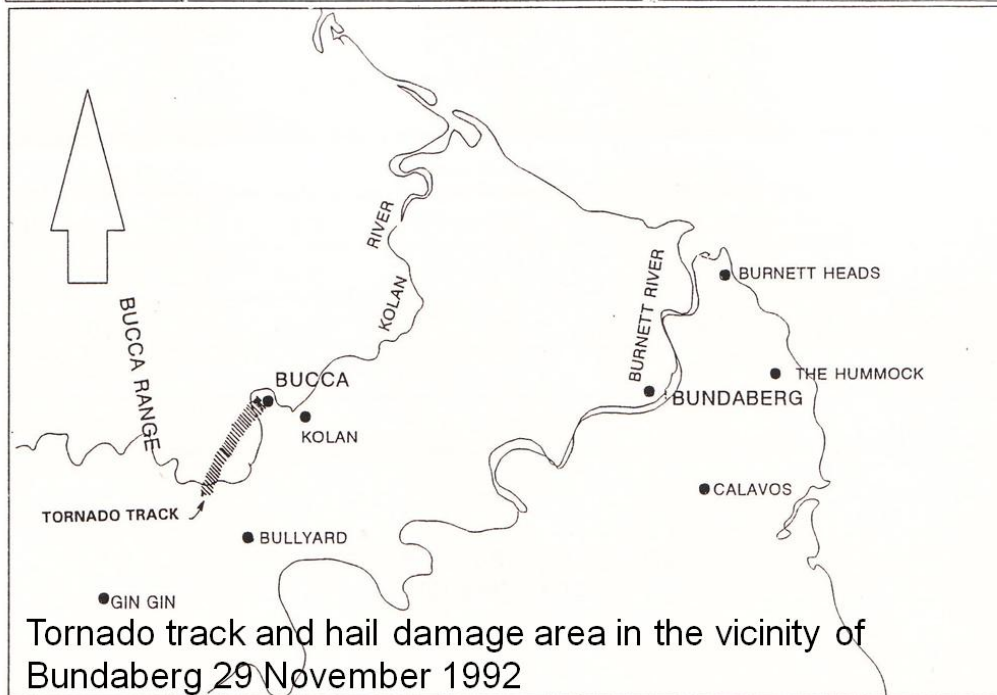 RIVER
KOLAN
BURNETT RIVER
BURNETT HEADS
BUCCA RANGE
THE HUMMOCK
BUCCA
BUNDABERG
KOLAN
CALAVOS
TORNADO TRACK
BULLYARD
GIN GIN
Tornado track and hail damage area in the vicinity of
Bundaberg 29 November 1992